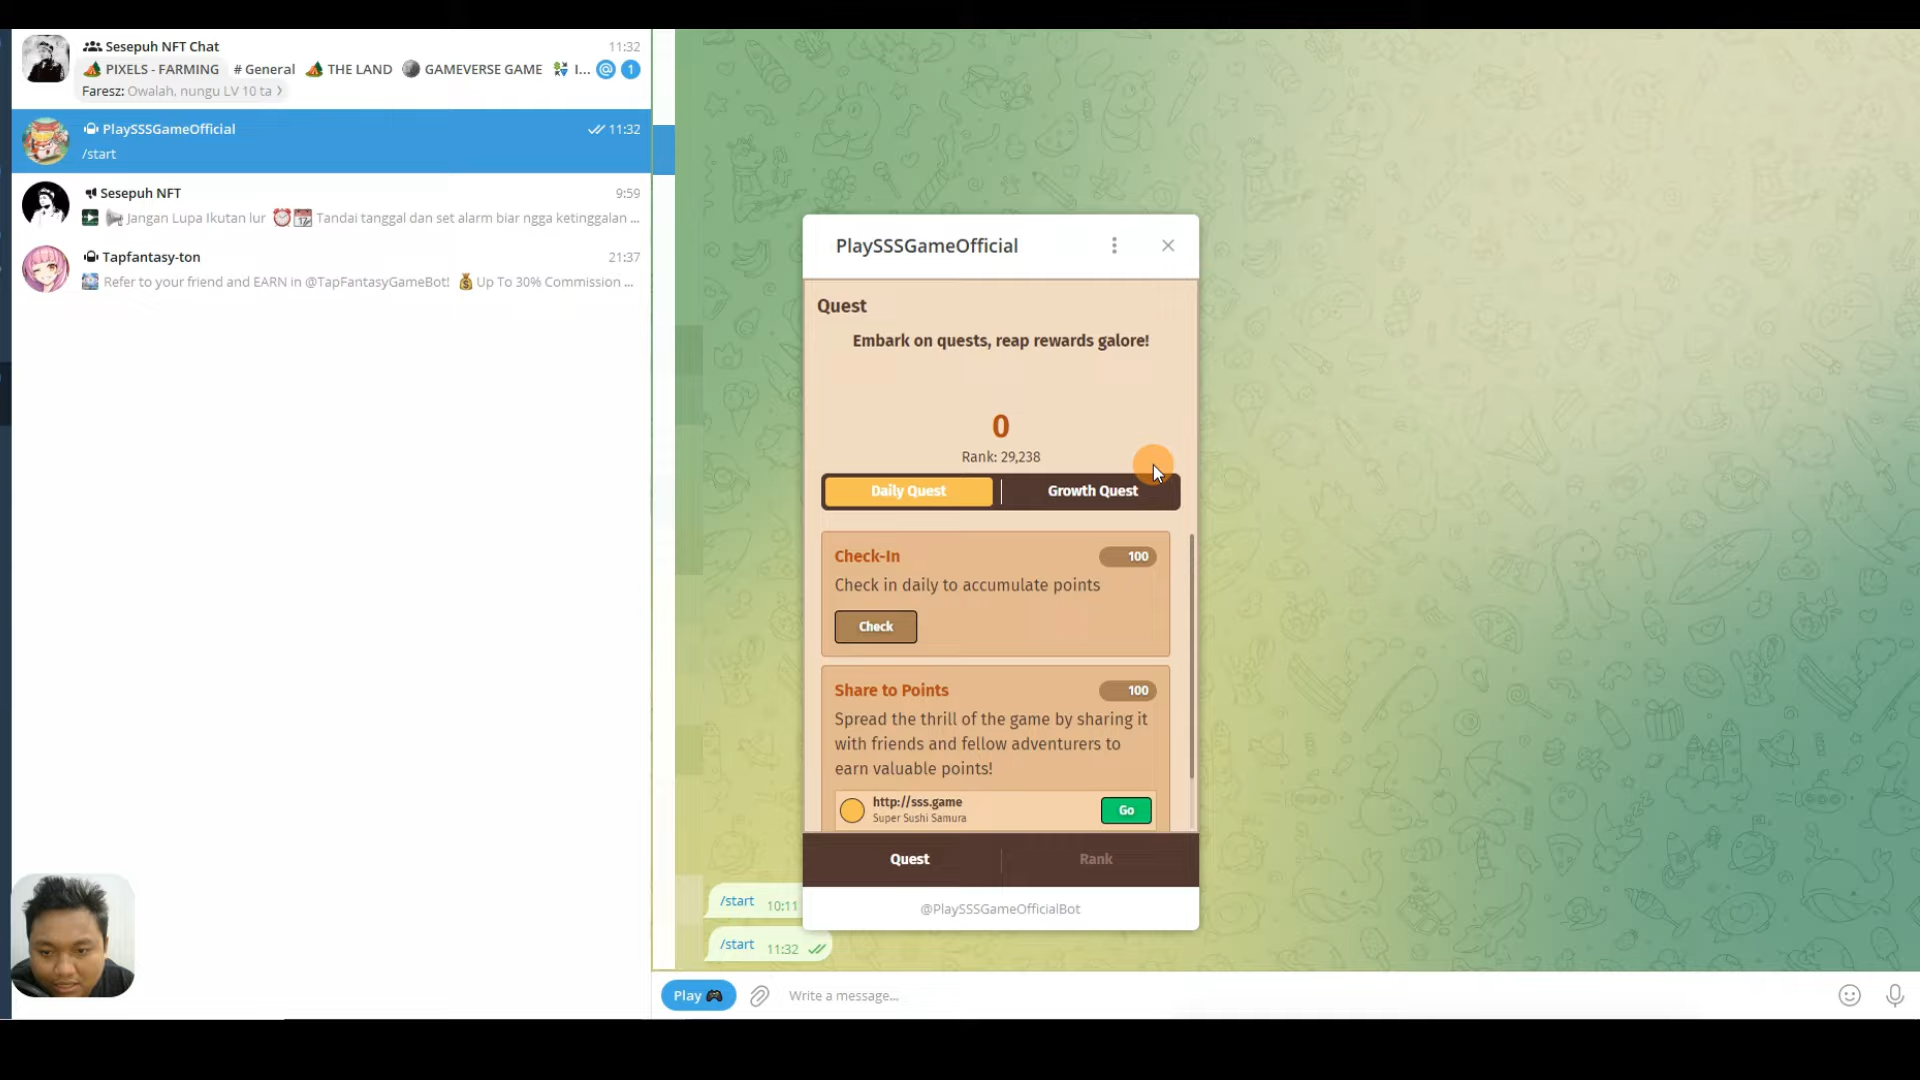 Sesepuh NFT Chat 11:32
PIXELS - FARMING # General THE LAND GAMEVERSE GAME I... @ 1
Faresz: Owalah, nungu LV 10 ta >
PlaySSSGameOfficial 11:32
/start
Sesepuh NFT 9:59
Jangan Lupa Ikutan lur Tandai tanggal dan set alarm biar ngga ketinggalan ...
Tapfantasy-ton 21:37
Refer to your friend and EARN in @TapFantasyGameBot! Up To 30% Commission ...
PlaySSSGameOfficial
Quest
Embark on quests, reap rewards galore!
0
Rank: 29,238
Daily Quest Growth Quest
Check-In 100
Check in daily to accumulate points
Check
Share to Points 100
Spread the thrill of the game by sharing it
with friends and fellow adventurers to
earn valuable points!
http://sss.game
Super Sushi Samura
Go
Quest Rank
@PlaySSSGameOfficialBot
/start 10:11
/start 11:32
Play Write a message...